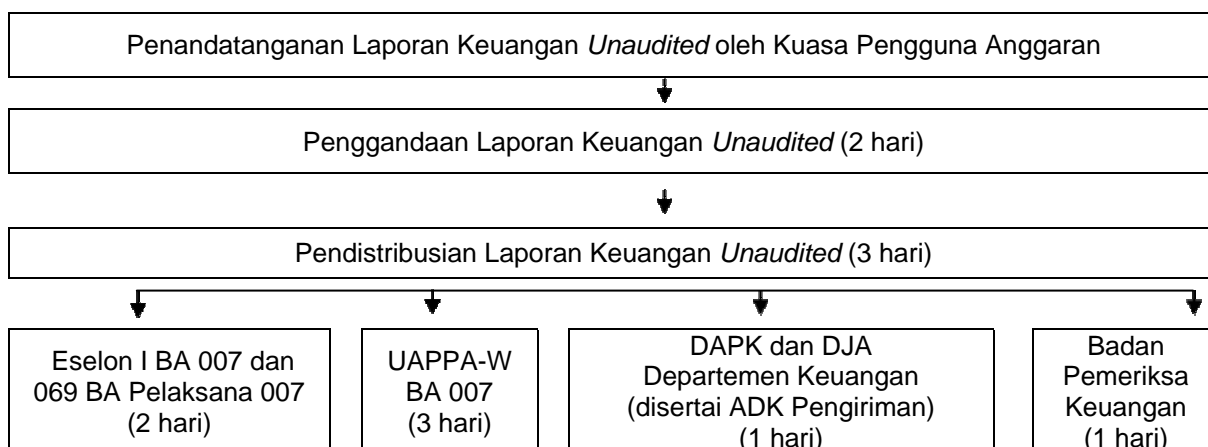 Penandatanganan Laporan Keuangan Unaudited oleh Kuasa Pengguna Anggaran
Penggandaan Laporan Keuangan Unaudited (2 hari)
Pendistribusian Laporan Keuangan Unaudited (3 hari)
Eselon I BA 007 dan
069 BA Pelaksana 007
(2 hari)
UAPPA-W
BA 007
(3 hari)
DAPK dan DJA
Departemen Keuangan
(disertai ADK Pengiriman)
(1 hari)
Badan
Pemeriksa
Keuangan
(1 hari)